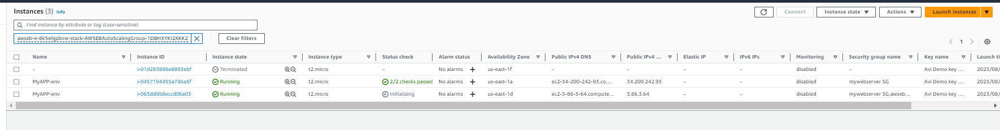 Instances (3) Info
Connect Instance state Actions Launch instances
Find instance by attribute or tag (case-sensitive)
awseb-e-8k5ehjpbvw-stack-AWSEBAutoScalingGroup-1DBHXYKI2XKK2 Clear filters
1
Name Instance ID Instance state Instance type Status check Alarm status Availability Zone Public IPv4 DNS Public IPv4 ... Elastic IP IPv6 IPs Monitoring Security group name Key name Launch ti
– i-01d283898e8893ebf Terminated t2.micro – No alarms + us-east-1f – – – – disabled – Avi Demo key ... 2023/08/
MyAPP-env i-0457194455a74ba5f Running t2.micro 2/2 checks passed No alarms + us-east-1a ec2-34-200-242-93.co... 34.200.242.93 – – disabled mywebserver SG Avi Demo key ... 2023/08/
MyAPP-env i-063dd9b8eccd06a03 Running t2.micro Initializing No alarms + us-east-1d ec2-3-86-3-64.compute... 3.86.3.64 – – disabled mywebserver SG,awseb... Avi Demo key ... 2023/08/